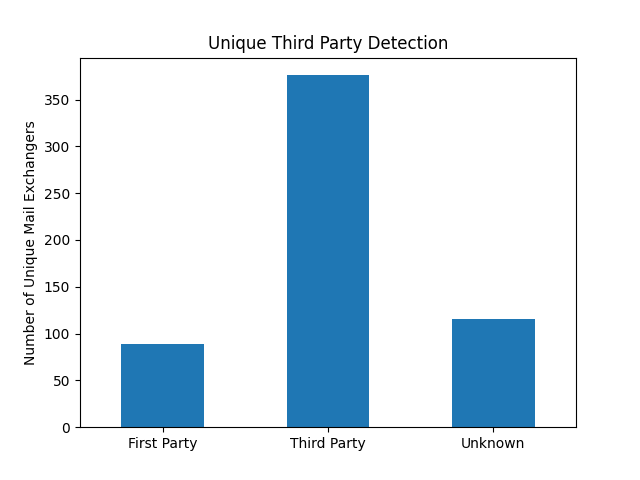 Unique Third Party Detection
Number of Unique Mail Exchangers
350
300
250
200
150
100
50
0
First Party
Third Party
Unknown